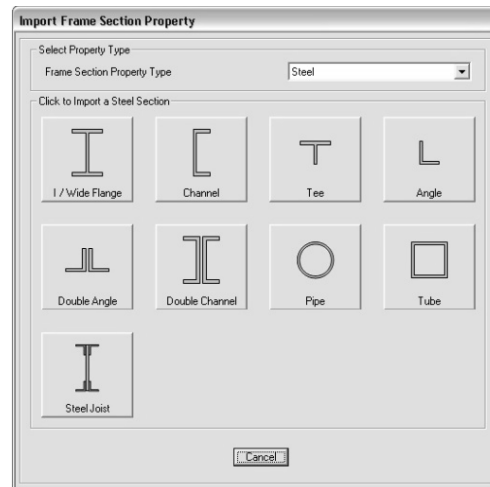 Import Frame Section Property
Select Property Type
Frame Section Property Type Steel
Click to Import a Steel Section
I / Wide Flange Channel Tee Angle
Double Angle Double Channel Pipe Tube
Steel Joist
Cancel